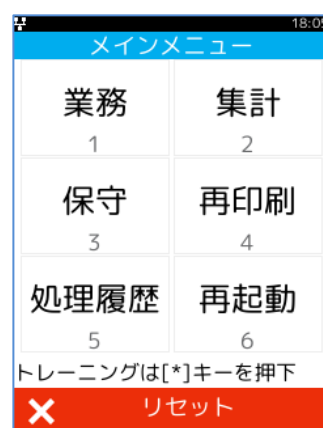 18:05
メインメニュー
業務 集計
1 2
保守 再印刷
3 4
処理履歴 再起動
5 6
トレーニングは[*]キーを押下
リセット